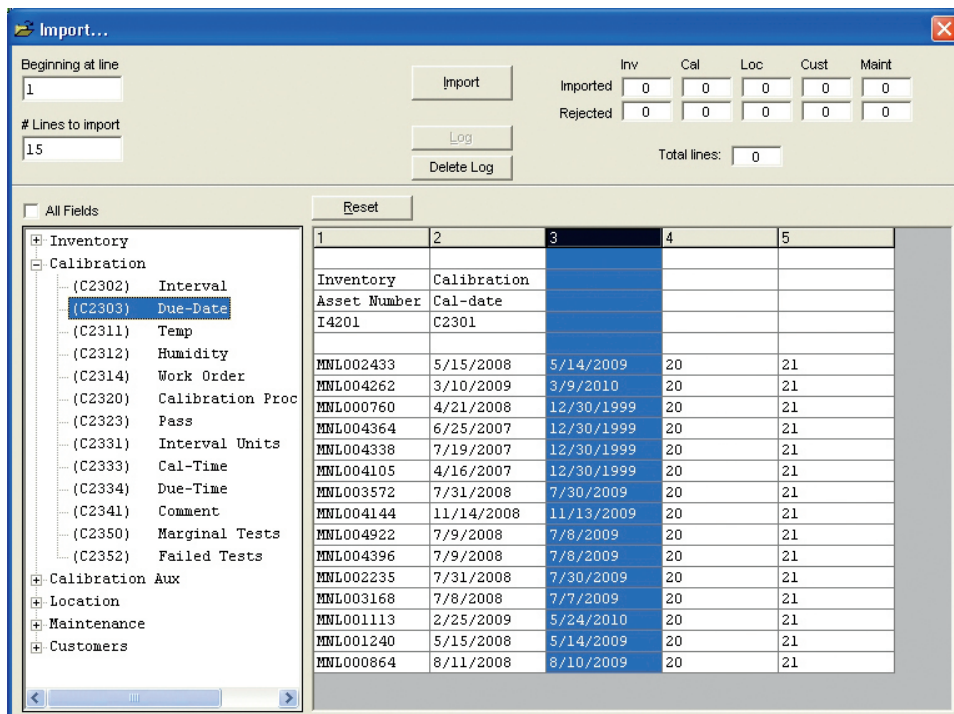 Import...
Beginning at line
1
# Lines to import
15
Import
Log
Delete Log
Inv Cal Loc Cust Maint
Imported 0 0 0 0 0
Rejected 0 0 0 0 0
Total lines: 0
All Fields
Reset
Inventory
Calibration
(C2302) Interval
(C2303) Due-Date
(C2311) Temp
(C2312) Humidity
(C2314) Work Order
(C2320) Calibration Proc
(C2323) Pass
(C2331) Interval Units
(C2333) Cal-Time
(C2334) Due-Time
(C2341) Comment
(C2350) Marginal Tests
(C2352) Failed Tests
Calibration Aux
Location
Maintenance
Customers
1 2 3 4 5
Inventory Calibration
Asset Number Cal-date
I4201 C2301
MNL002433 5/15/2008 5/14/2009 20 21
MNL004262 3/10/2009 3/9/2010 20 21
MNL000760 4/21/2008 12/30/1999 20 21
MNL004364 6/25/2007 12/30/1999 20 21
MNL004338 7/19/2007 12/30/1999 20 21
MNL004105 4/16/2007 12/30/1999 20 21
MNL003572 7/31/2008 7/30/2009 20 21
MNL004144 11/14/2008 11/13/2009 20 21
MNL004922 7/9/2008 7/8/2009 20 21
MNL004396 7/9/2008 7/8/2009 20 21
MNL002235 7/31/2008 7/30/2009 20 21
MNL003168 7/8/2008 7/7/2009 20 21
MNL001113 2/25/2009 5/24/2010 20 21
MNL001240 5/15/2008 5/14/2009 20 21
MNL000864 8/11/2008 8/10/2009 20 21